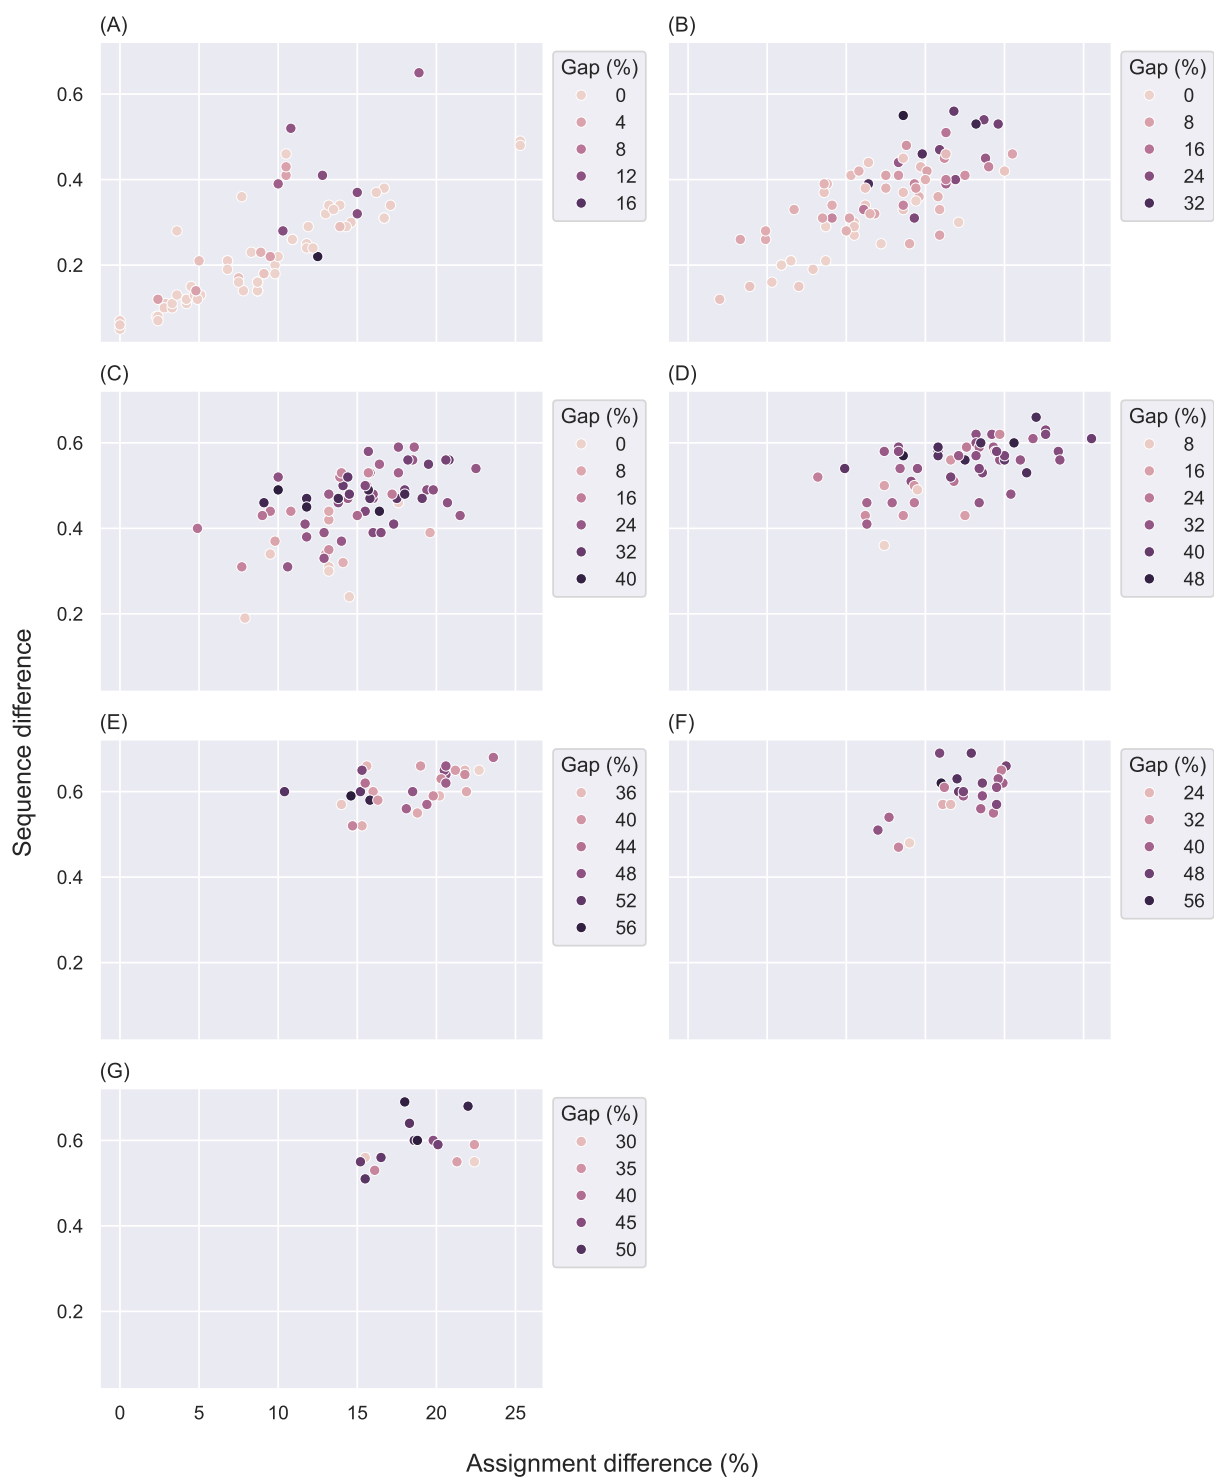 (A)
Gap (%)
0
4
8
12
16
0.6
0.4
0.2
(B)
Gap (%)
0
8
16
24
32
(C)
Gap (%)
0
8
16
24
32
40
0.6
0.4
0.2
(D)
Gap (%)
8
16
24
32
40
48
Sequence difference
(E)
Gap (%)
36
40
44
48
52
56
0.6
0.4
0.2
(F)
Gap (%)
24
32
40
48
56
(G)
Gap (%)
30
35
40
45
50
0.6
0.4
0.2
0 5 10 15 20 25
Assignment difference (%)